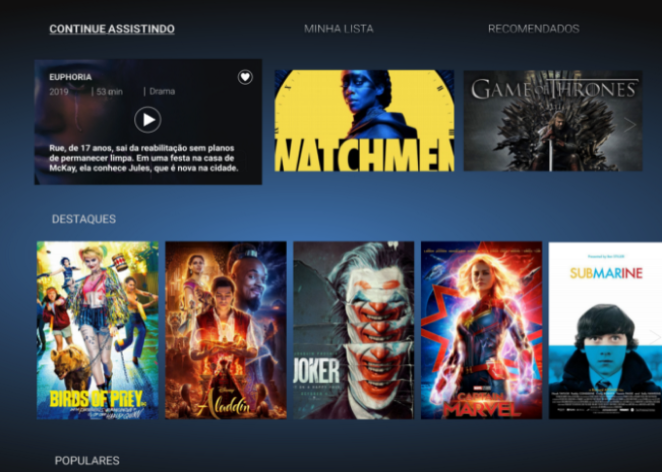 CONTINUE ASSISTINDO
MINHA LISTA
RECOMENDADOS
EUPHORIA
2019 | 53 min | Drama
Rue, de 17 anos, sai da reabilitação sem planos
de permanecer limpa. Em uma festa na casa de
McKay, ela conhece Jules, que é nova na cidade.
WATCHMEN
GAME OF THRONES
DESTAQUES
BIRDS OF PREY
Disney
Aladdin
JOKER
CAPTAIN
MARVEL
SUBMARINE
POPULARES